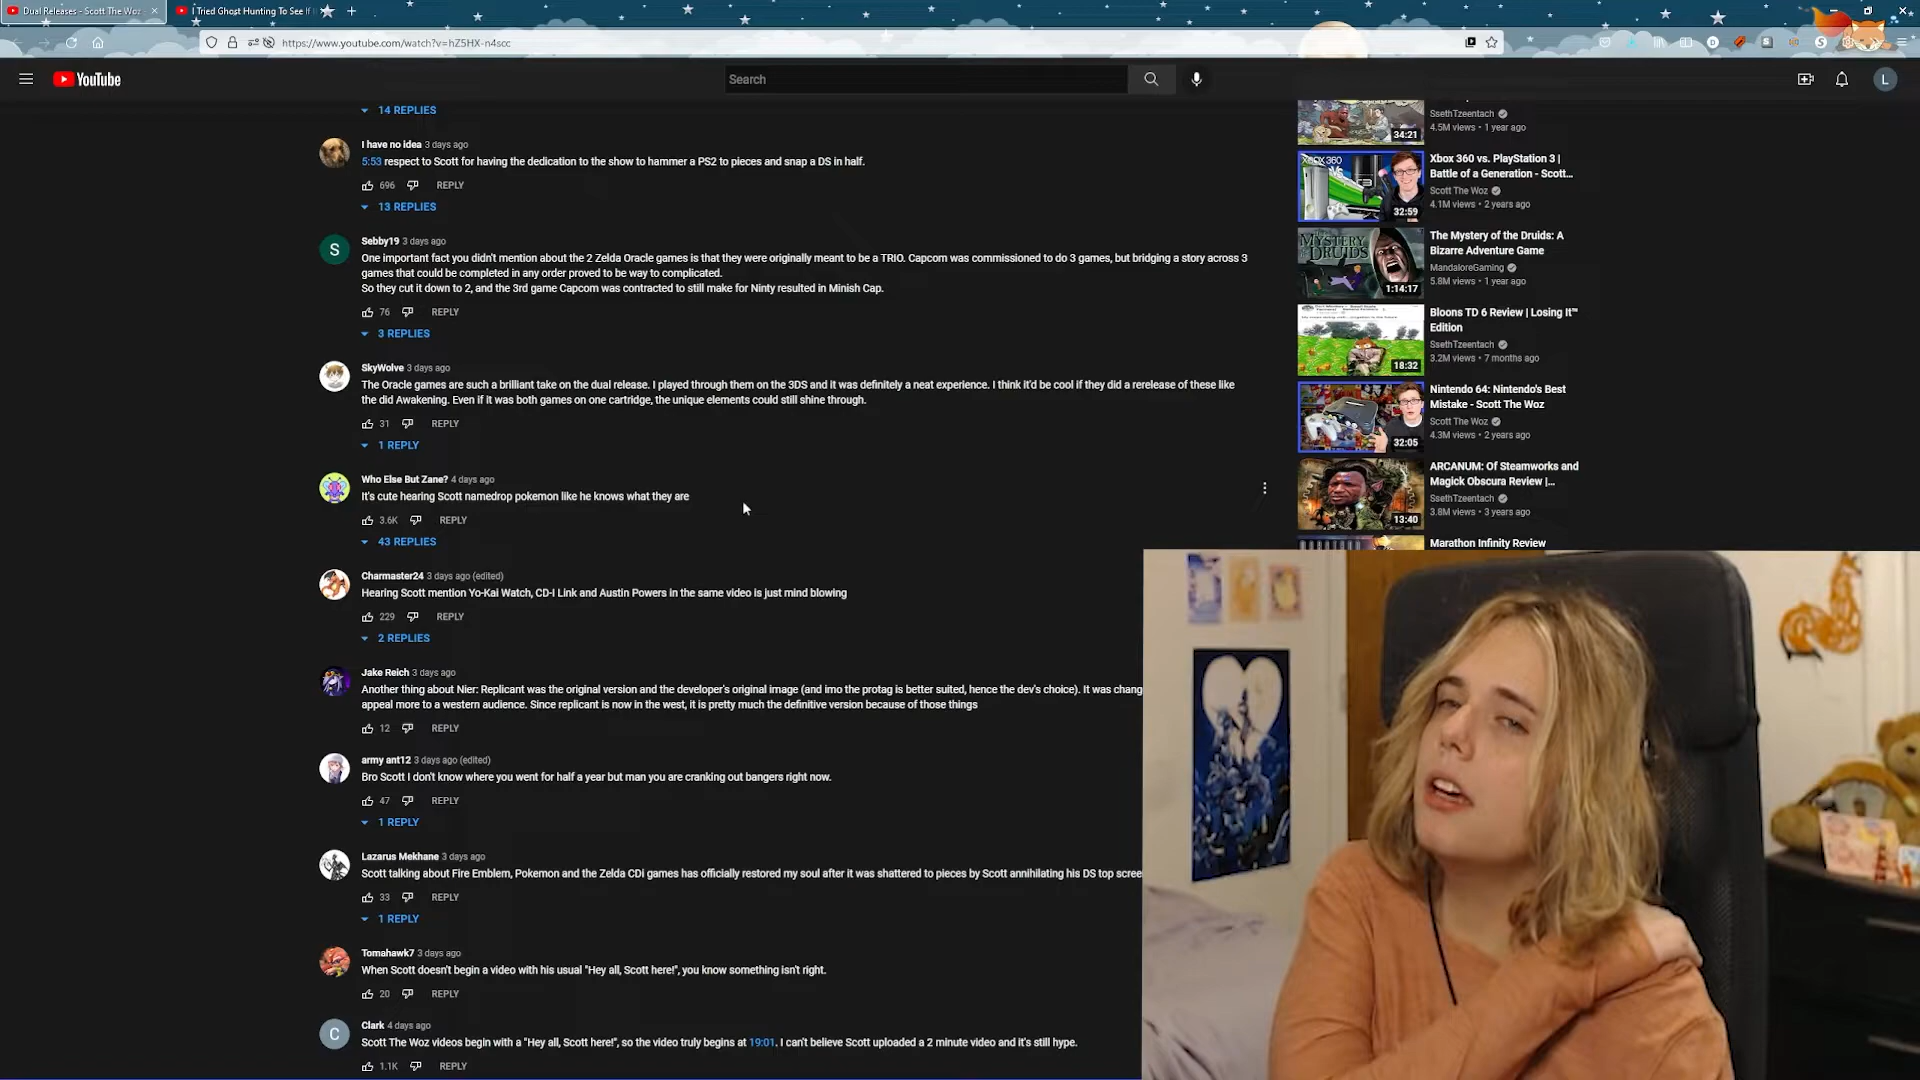 Dual Releases - Scott The Woz
I Tried Ghost Hunting To See If
https://www.youtube.com/watch?v=hZ5HX-n4scc
YouTube
Search
L
14 REPLIES
I have no idea 3 days ago
5:53 respect to Scott for having the dedication to the show to hammer a PS2 to pieces and snap a DS in half.
696 REPLY
13 REPLIES
S
Sebby19 3 days ago
One important fact you didn't mention about the 2 Zelda Oracle games is that they were originally meant to be a TRIO. Capcom was commissioned to do 3 games, but bridging a story across 3
games that could be completed in any order proved to be way to complicated.
So they cut it down to 2, and the 3rd game Capcom was contracted to still make for Ninty resulted in Minish Cap.
76 REPLY
3 REPLIES
SkyWolve 3 days ago
The Oracle games are such a brilliant take on the dual release. I played through them on the 3DS and it was definitely a neat experience. I think it'd be cool if they did a rerelease of these like
the did Awakening. Even if it was both games on one cartridge, the unique elements could still shine through.
31 REPLY
1 REPLY
Who Else But Zane? 4 days ago
It's cute hearing Scott namedrop pokemon like he knows what they are
3.6K REPLY
43 REPLIES
Charmaster24 3 days ago (edited)
Hearing Scott mention Yo-Kai Watch, CD-I Link and Austin Powers in the same video is just mind blowing
229 REPLY
2 REPLIES
Jake Reich 3 days ago
Another thing about Nier: Replicant was the original version and the developer's original image (and imo the protag is better suited, hence the dev's choice). It was chang
appeal more to a western audience. Since replicant is now in the west, it is pretty much the definitive version because of those things
12 REPLY
army ant12 3 days ago (edited)
Bro Scott I don't know where you went for half a year but man you are cranking out bangers right now.
47 REPLY
1 REPLY
Lazarus Mekhane 3 days ago
Scott talking about Fire Emblem, Pokemon and the Zelda CDi games has officially restored my soul after it was shattered to pieces by Scott annihilating his DS top scree
33 REPLY
1 REPLY
Tomahawk7 3 days ago
When Scott doesn't begin a video with his usual "Hey all, Scott here!", you know something isn't right.
20 REPLY
C
Clark 4 days ago
Scott The Woz videos begin with a "Hey all, Scott here!", so the video truly begins at 19:01. I can't believe Scott uploaded a 2 minute video and it's still hype.
1.1K REPLY
34:21
SsethTzeentach
4.5M views • 1 year ago
XBOX 360
32:59
Xbox 360 vs. PlayStation 3 |
Battle of a Generation - Scott...
Scott The Woz
4.1M views • 2 years ago
MYSTERY
DRUIDS
1:14:17
The Mystery of the Druids: A
Bizarre Adventure Game
MandaloreGaming
5.8M views • 1 year ago
18:32
Bloons TD 6 Review | Losing It™
Edition
SsethTzeentach
3.2M views • 7 months ago
32:05
Nintendo 64: Nintendo's Best
Mistake - Scott The Woz
Scott The Woz
4.3M views • 2 years ago
13:40
ARCANUM: Of Steamworks and
Magick Obscura Review |...
SsethTzeentach
3.8M views • 3 years ago
Marathon Infinity Review